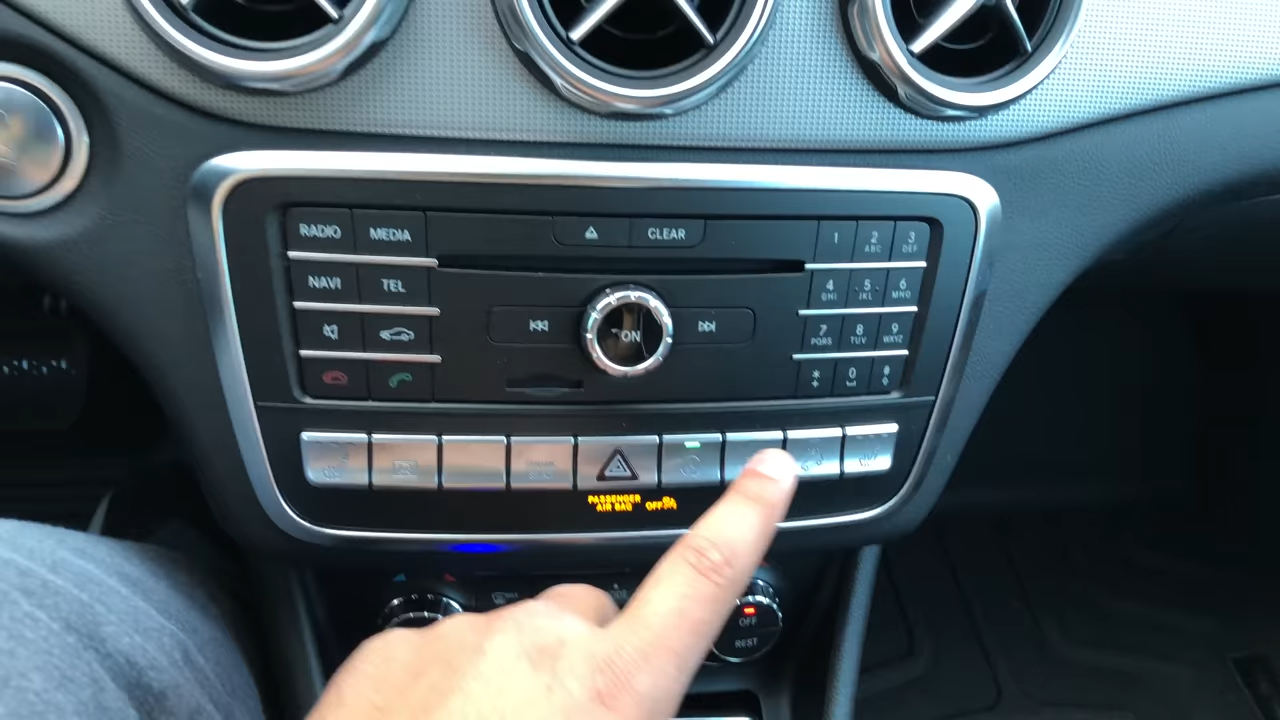 RADIO MEDIA
CLEAR
1 2 ABC 3 DEF
NAVI TEL
4 GHI 5 JKL 6 MNO
ON
7 PQRS 8 TUV 9 WXYZ
* 0 #
PASSENGER
AIR BAG OFF
OFF
REST